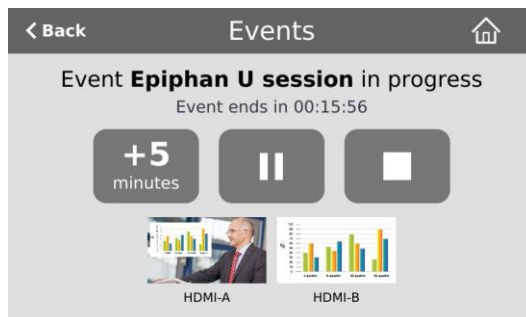 Back
Events
Event Epiphan U session in progress
Event ends in 00:15:56
+5
minutes
HDMI-A
HDMI-B